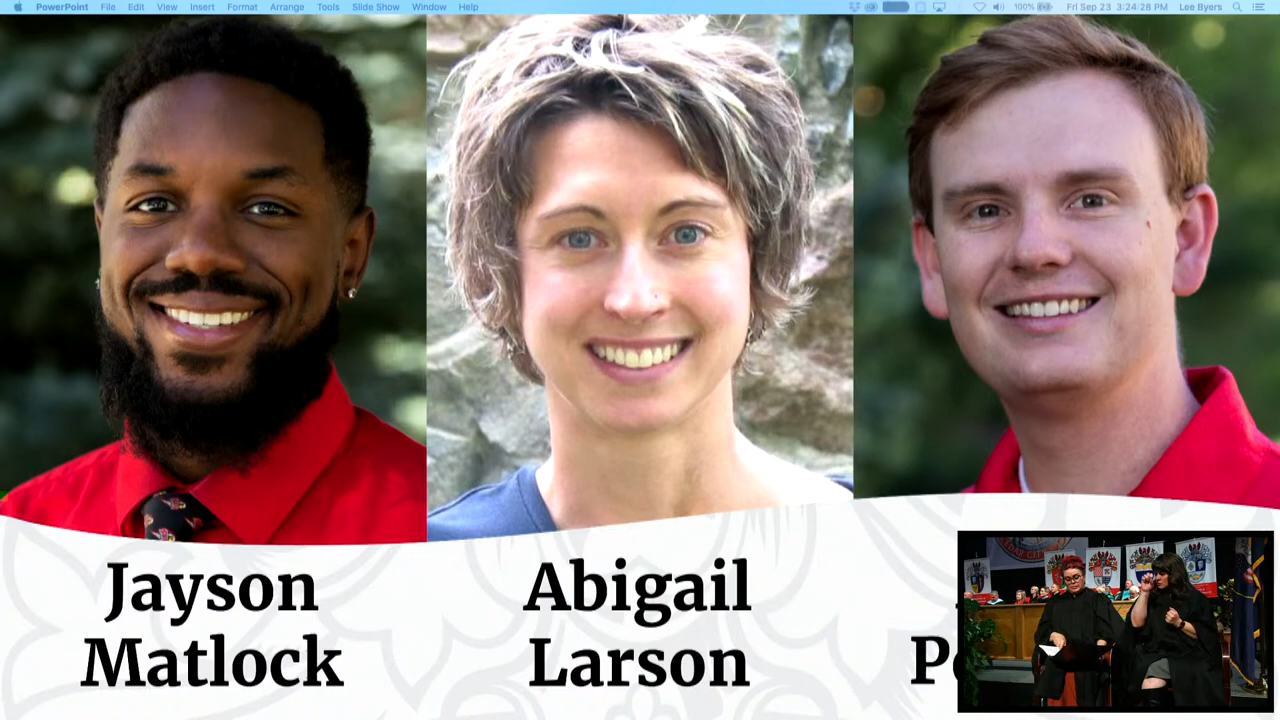 PowerPoint File Edit View Insert Format Arrange Tools Slide Show Window Help 100% Fri Sep 23 3:24:28 PM Lee Byers
Jayson
Matlock
Abigail
Larson